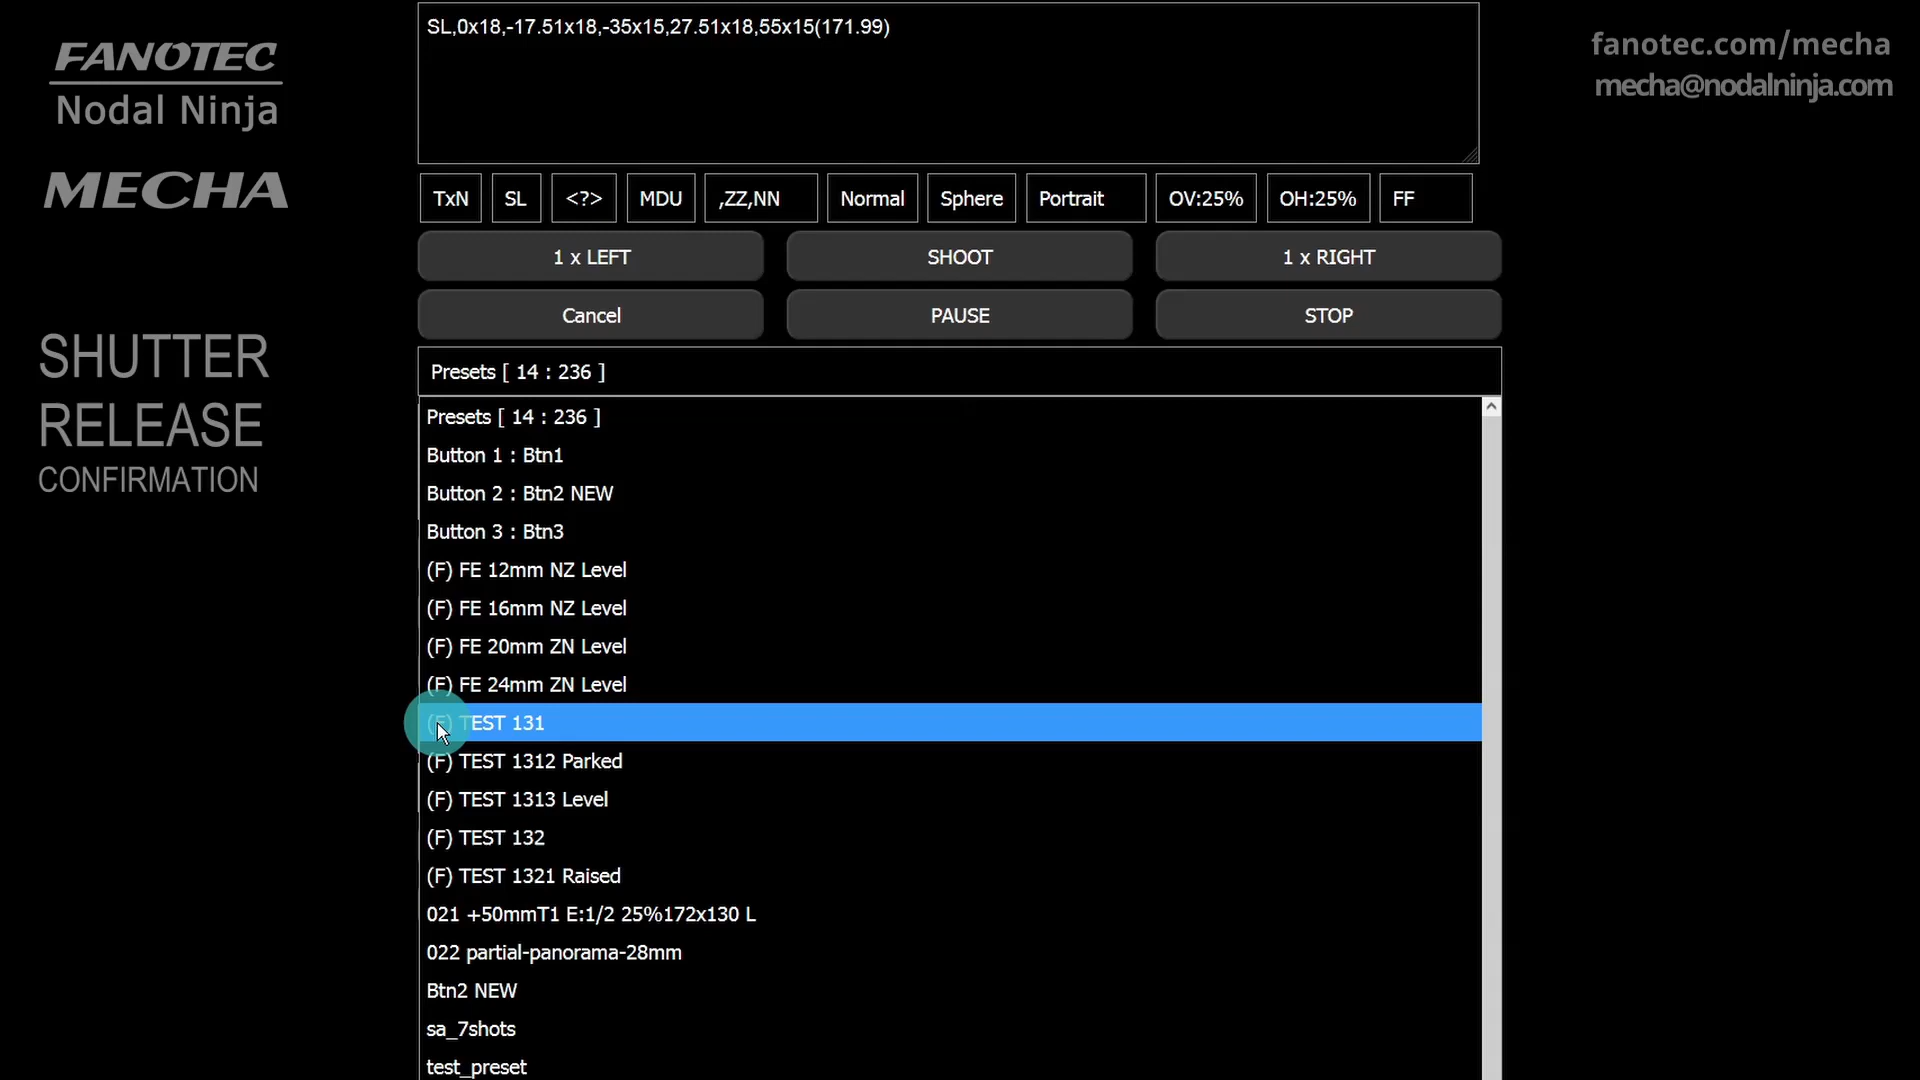 FANOTEC
Nodal Ninja
MECHA
SHUTTER
RELEASE
CONFIRMATION
SL,0x18,-17.51x18,-35x15,27.51x18,55x15(171.99)
TxN
SL
<?>
MDU
,ZZ,NN
Normal
Sphere
Portrait
OV:25%
OH:25%
FF
1 x LEFT
SHOOT
1 x RIGHT
Cancel
PAUSE
STOP
Presets [ 14 : 236 ]
Presets [ 14 : 236 ]
Button 1 : Btn1
Button 2 : Btn2 NEW
Button 3 : Btn3
(F) FE 12mm NZ Level
(F) FE 16mm NZ Level
(F) FE 20mm ZN Level
(F) FE 24mm ZN Level
(F) TEST 131
(F) TEST 1312 Parked
(F) TEST 1313 Level
(F) TEST 132
(F) TEST 1321 Raised
021 +50mmT1 E:1/2 25%172x130 L
022 partial-panorama-28mm
Btn2 NEW
sa_7shots
test_preset
fanotec.com/mecha
mecha@nodalninja.com